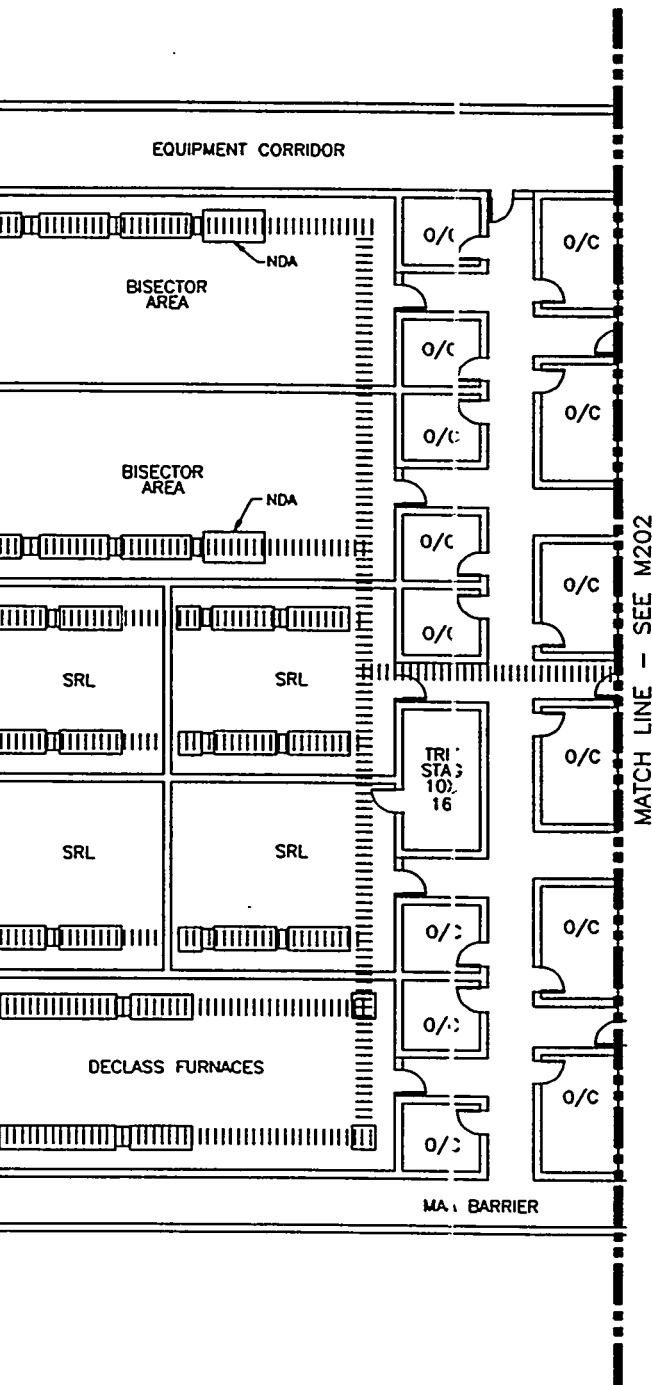 EQUIPMENT CORRIDOR
O/C
O/C
NDA
BISECTOR
AREA
O/C
O/C
O/C
BISECTOR
AREA
NDA
O/C
O/C
O/C
SRL
SRL
O/C
16
SRL
SRL
O/C
O/C
O/C
DECLASS FURNACES
O/C
O/C
BARRIER
MATCH LINE - SEE M202